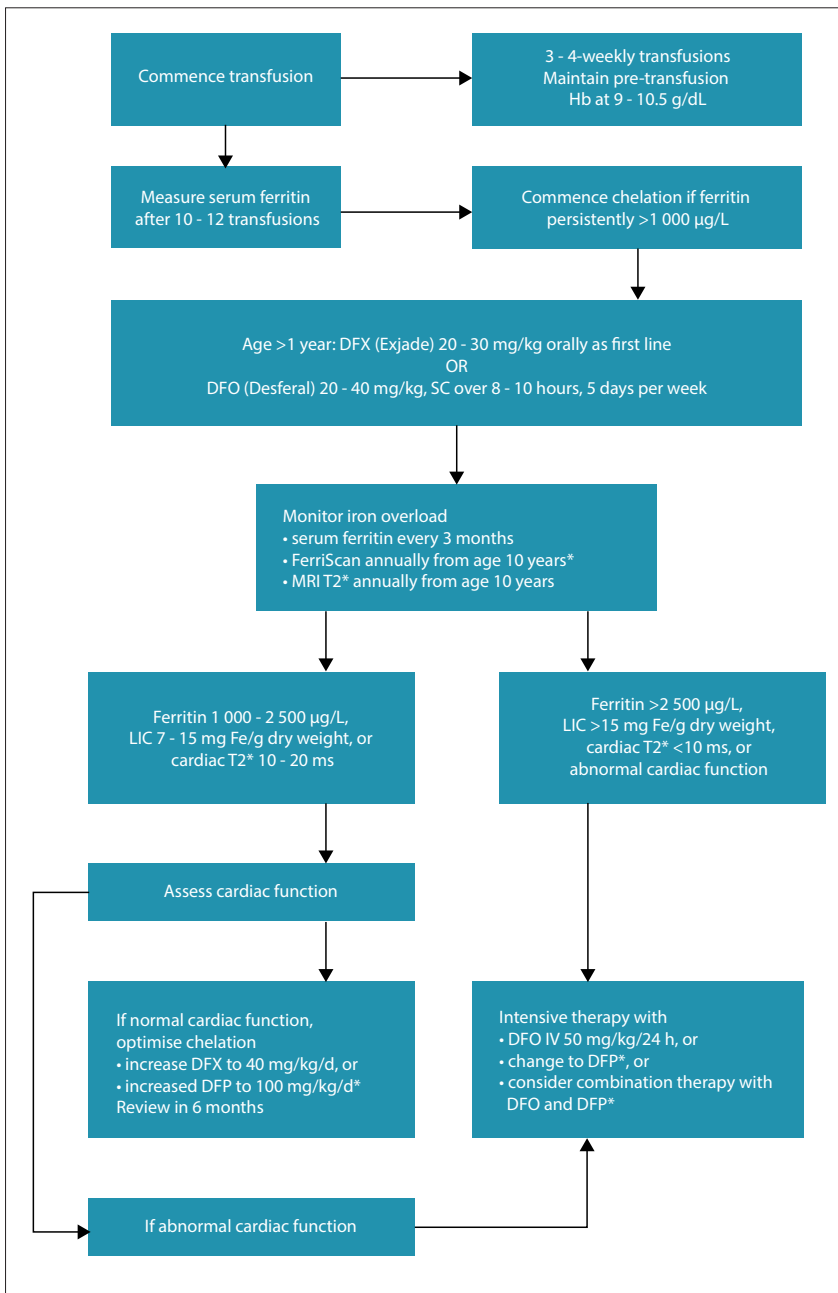 Commence transfusion
3 - 4-weekly transfusions
Maintain pre-transfusion
Hb at 9 - 10.5 g/dL
Measure serum ferritin
after 10 - 12 transfusions
Commence chelation if ferritin
persistently >1 000 µg/L
Age >1 year: DFX (Exjade) 20 - 30 mg/kg orally as first line
OR
DFO (Desferal) 20 - 40 mg/kg, SC over 8 - 10 hours, 5 days per week
Monitor iron overload
• serum ferritin every 3 months
• FerriScan annually from age 10 years*
• MRI T2* annually from age 10 years
Ferritin 1 000 - 2 500 µg/L,
LIC 7 - 15 mg Fe/g dry weight, or
cardiac T2* 10 - 20 ms
Ferritin >2 500 µg/L,
LIC >15 mg Fe/g dry weight,
cardiac T2* <10 ms, or
abnormal cardiac function
Assess cardiac function
If normal cardiac function,
optimise chelation
• increase DFX to 40 mg/kg/d, or
• increased DFP to 100 mg/kg/d*
Review in 6 months
Intensive therapy with
• DFO IV 50 mg/kg/24 h, or
• change to DFP*, or
• consider combination therapy with
DFO and DFP*
If abnormal cardiac function